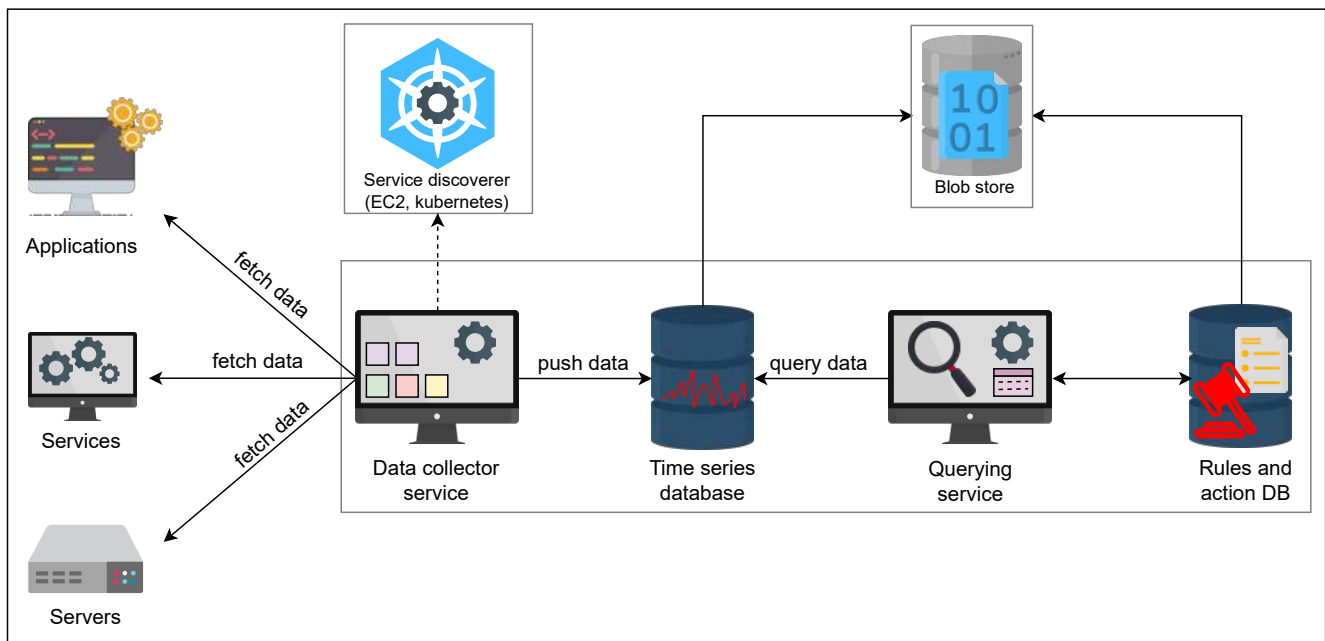 10
01
Service discoverer
(EC2, kubernetes)
Blob store
Applications
fetch data
fetch data
push data
query data
Services
fetch data
Data collector
service
Time series
database
Querying
service
Rules and
action DB
Servers